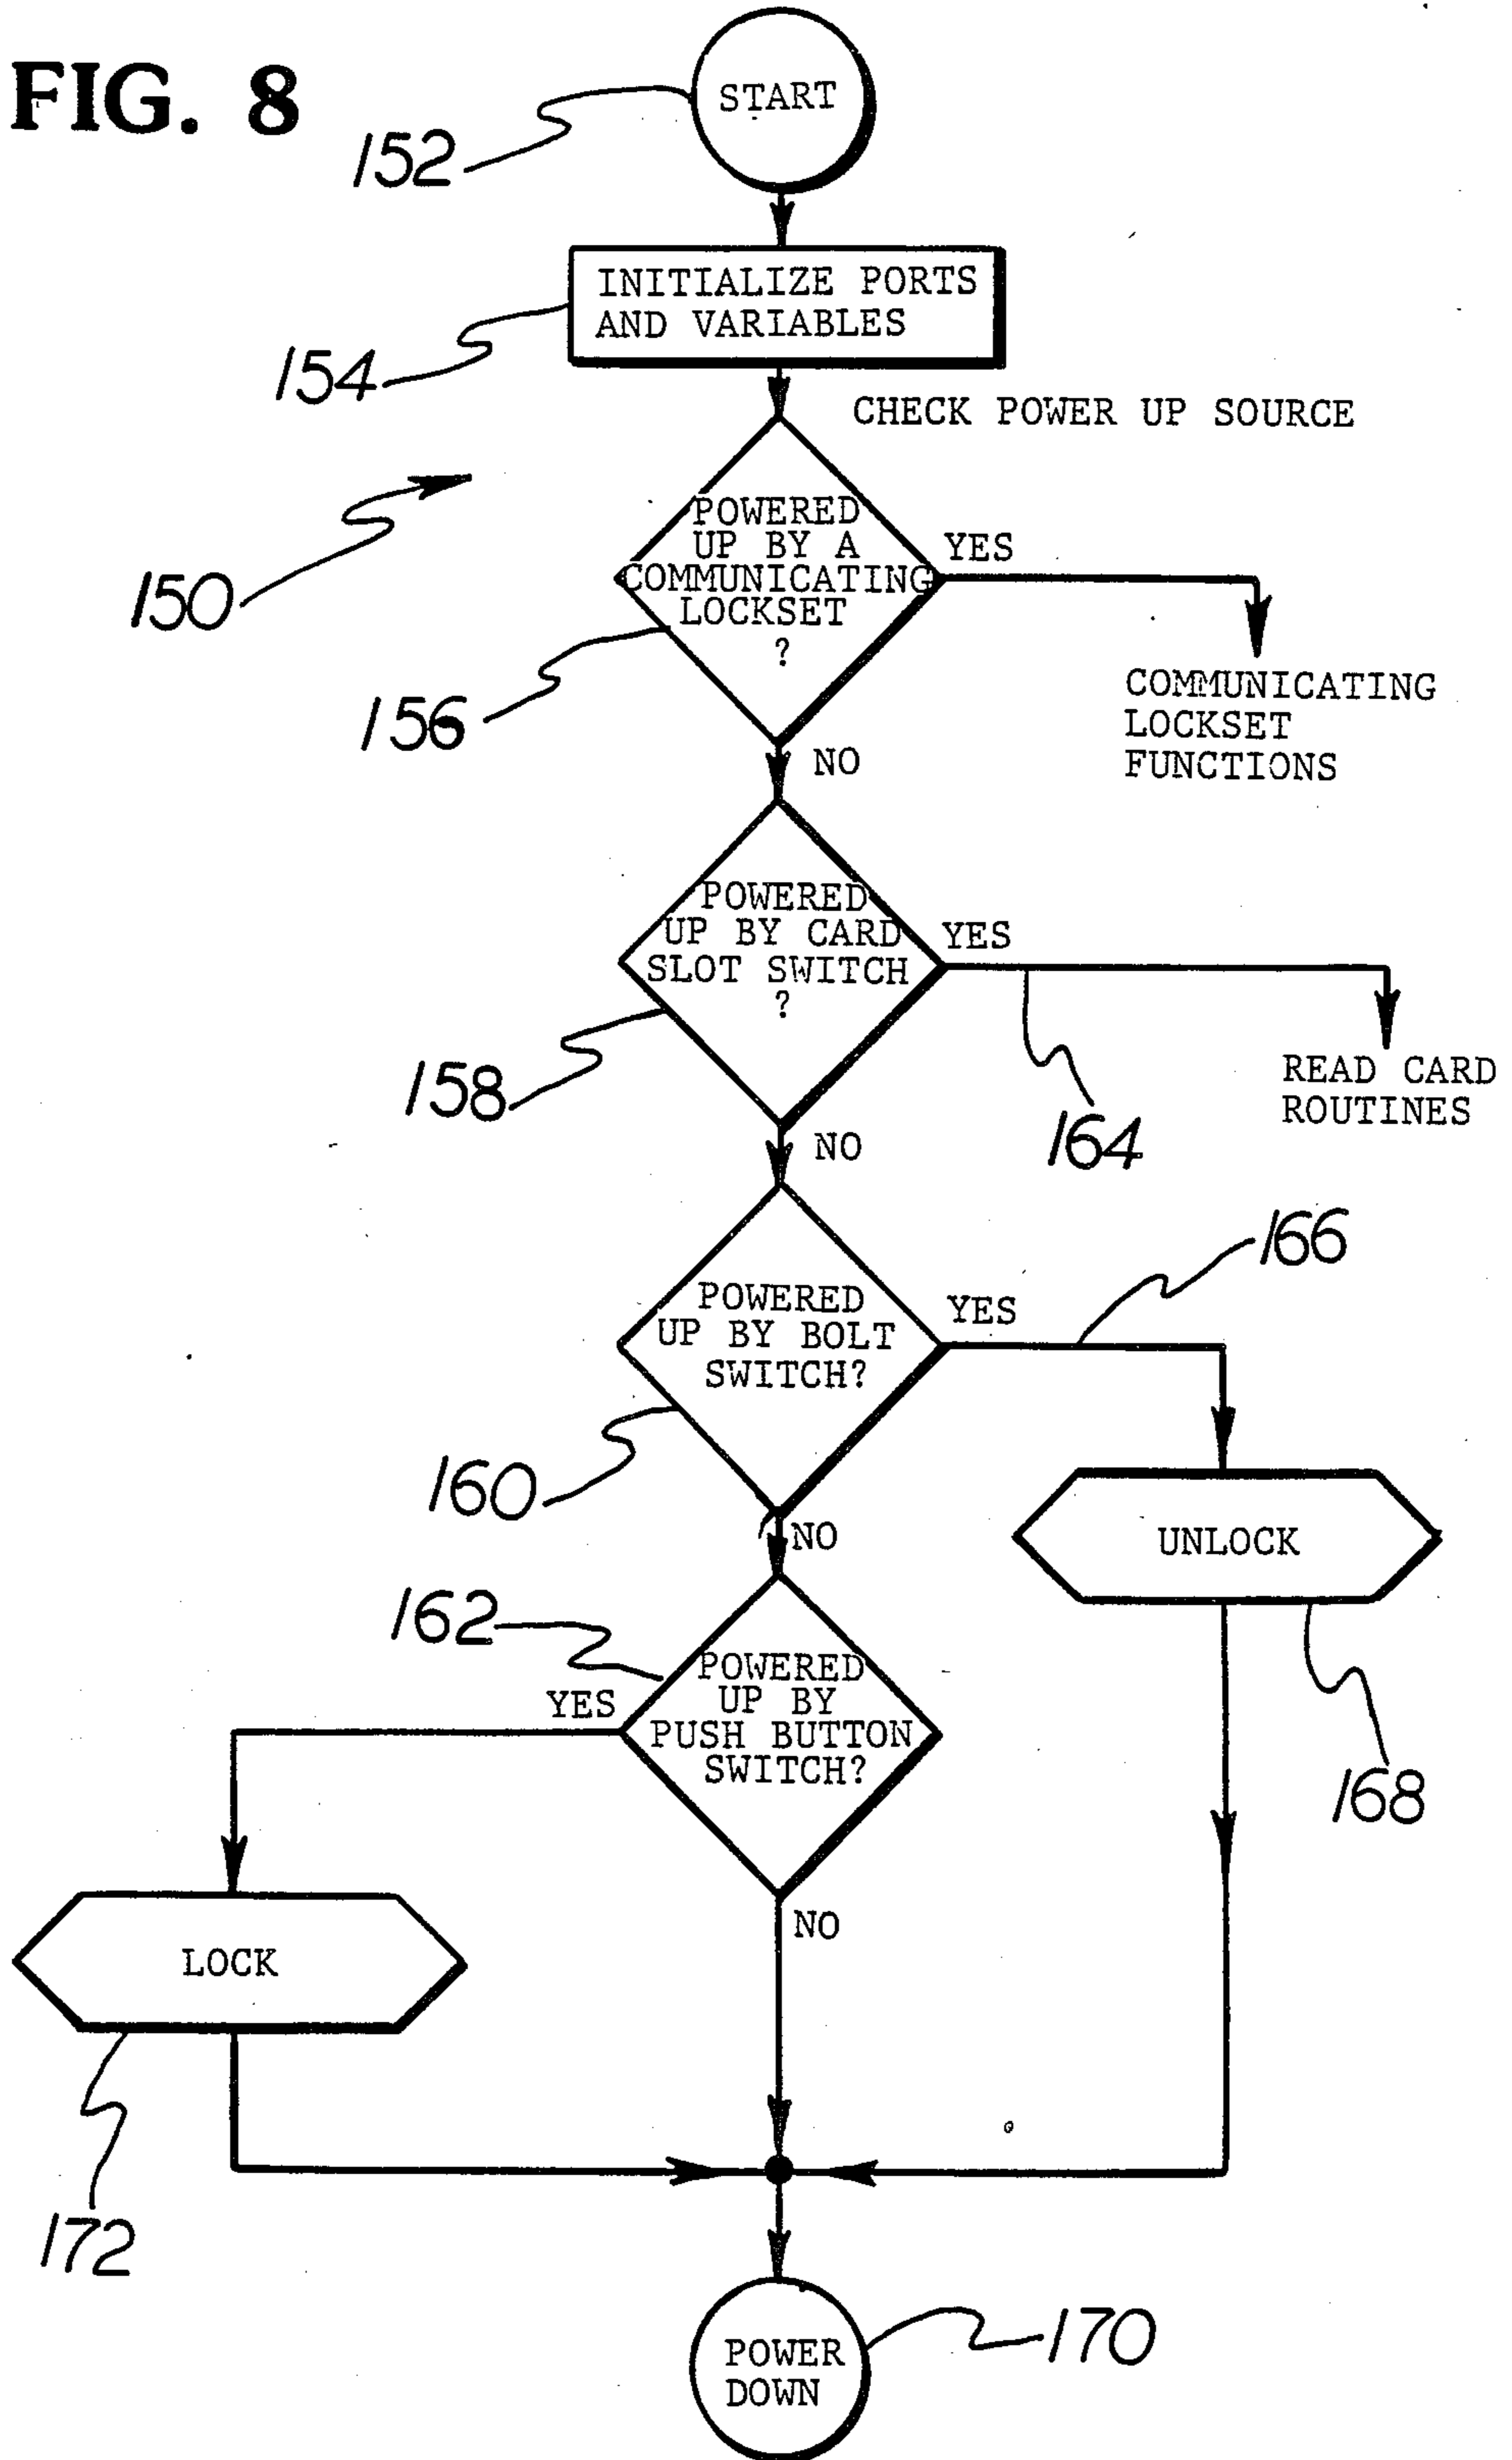 FIG. 8
START
152
INITIALIZE PORTS
AND VARIABLES
154
CHECK POWER UP SOURCE
150
POWERED
UP BY A
COMMUNICATING
LOCKSET
?
YES
156
COMMUNICATING
LOCKSET
FUNCTIONS
NO
POWERED
UP BY CARD
SLOT SWITCH
?
YES
158
164
READ CARD
ROUTINES
NO
166
POWERED
UP BY BOLT
SWITCH?
YES
160
NO
UNLOCK
162
POWERED
UP BY
PUSH BUTTON
SWITCH?
YES
168
NO
LOCK
172
170
POWER
DOWN